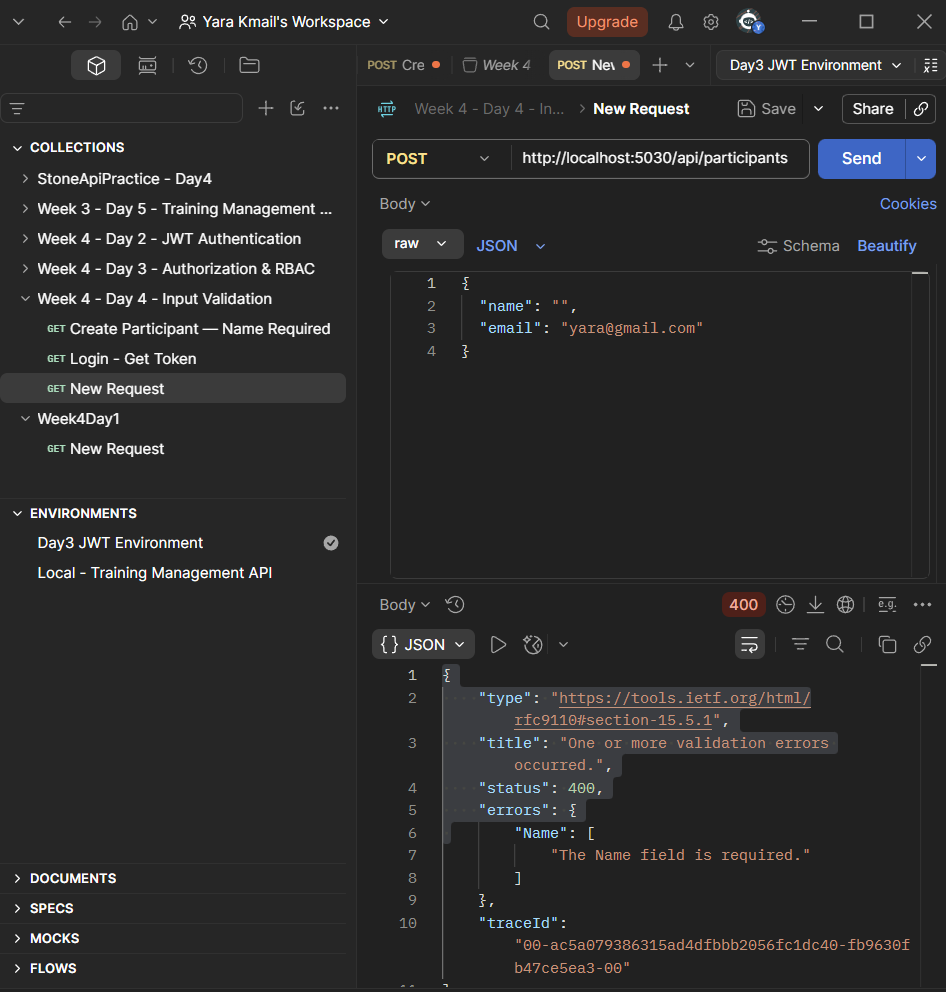 Yara Kmail's Workspace
Upgrade
Y
POST Cre
Week 4
POST Nev
Day3 JWT Environment
HTTP
Week 4 - Day 4 - In...
New Request
Save
Share
COLLECTIONS
StoneApiPractice - Day4
Week 3 - Day 5 - Training Management ...
Week 4 - Day 2 - JWT Authentication
Week 4 - Day 3 - Authorization & RBAC
Week 4 - Day 4 - Input Validation
GET Create Participant — Name Required
GET Login - Get Token
GET New Request
Week4Day1
GET New Request
ENVIRONMENTS
Day3 JWT Environment
Local - Training Management API
DOCUMENTS
SPECS
MOCKS
FLOWS
POST
http://localhost:5030/api/participants
Send
Body
Cookies
raw
JSON
Schema
Beautify
1 {
2 "name": "",
3 "email": "yara@gmail.com"
4 }
Body
400
e.g.
{} JSON
1 {
2 "type": "https://tools.ietf.org/html/
rfc9110#section-15.5.1",
3 "title": "One or more validation errors
occurred.",
4 "status": 400,
5 "errors": {
6 "Name": [
7 "The Name field is required."
8 ]
9 },
10 "traceId":
"00-ac5a079386315ad4dfbbb2056fc1dc40-fb9630f
b47ce5ea3-00"